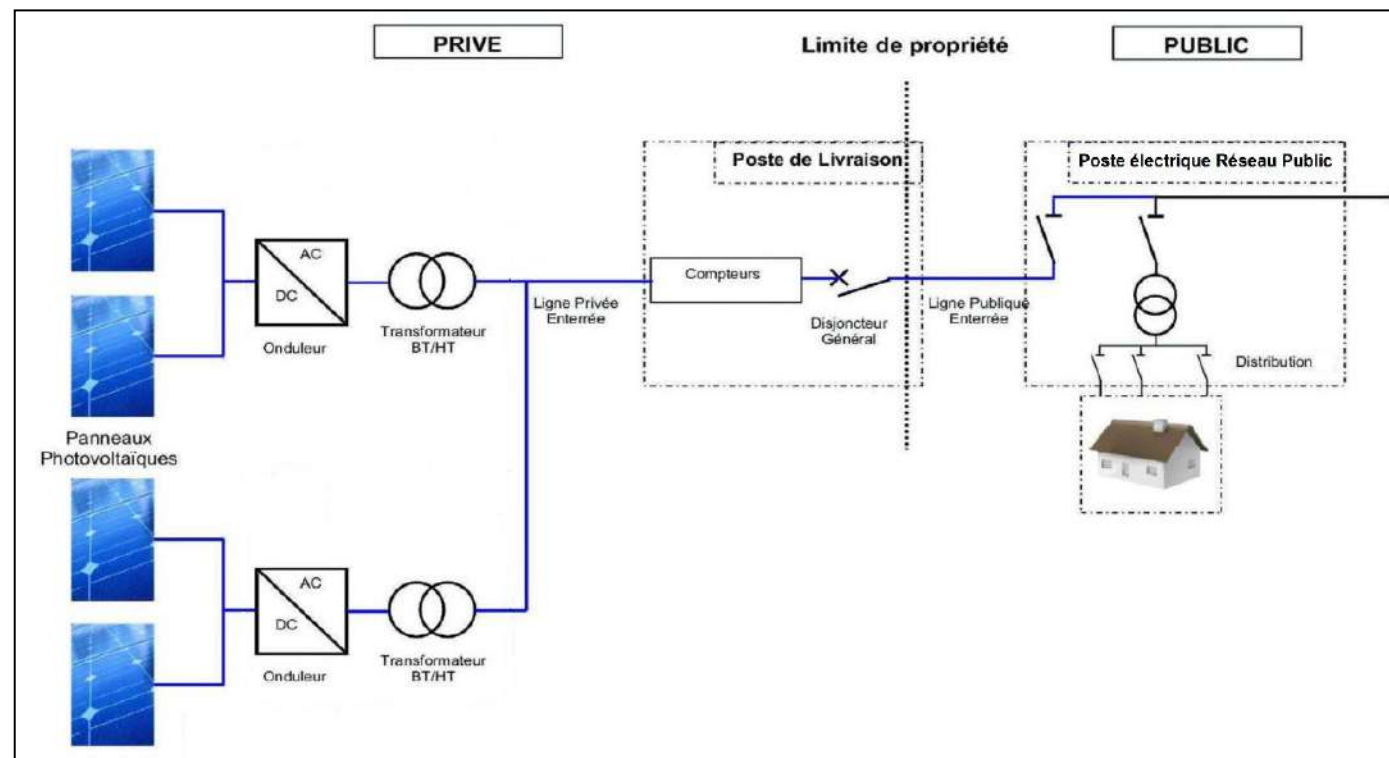 PRIVE
Limite de propriété
PUBLIC
Poste de Livraison
Poste électrique Réseau Public
AC
DC
Onduleur
Transformateur
BT/HT
Ligne Privée
Enterrée
Compteurs
Disjoncteur
Général
Ligne Publique
Enterrée
Distribution
Panneaux
Photovoltaïques
AC
DC
Onduleur
Transformateur
BT/HT